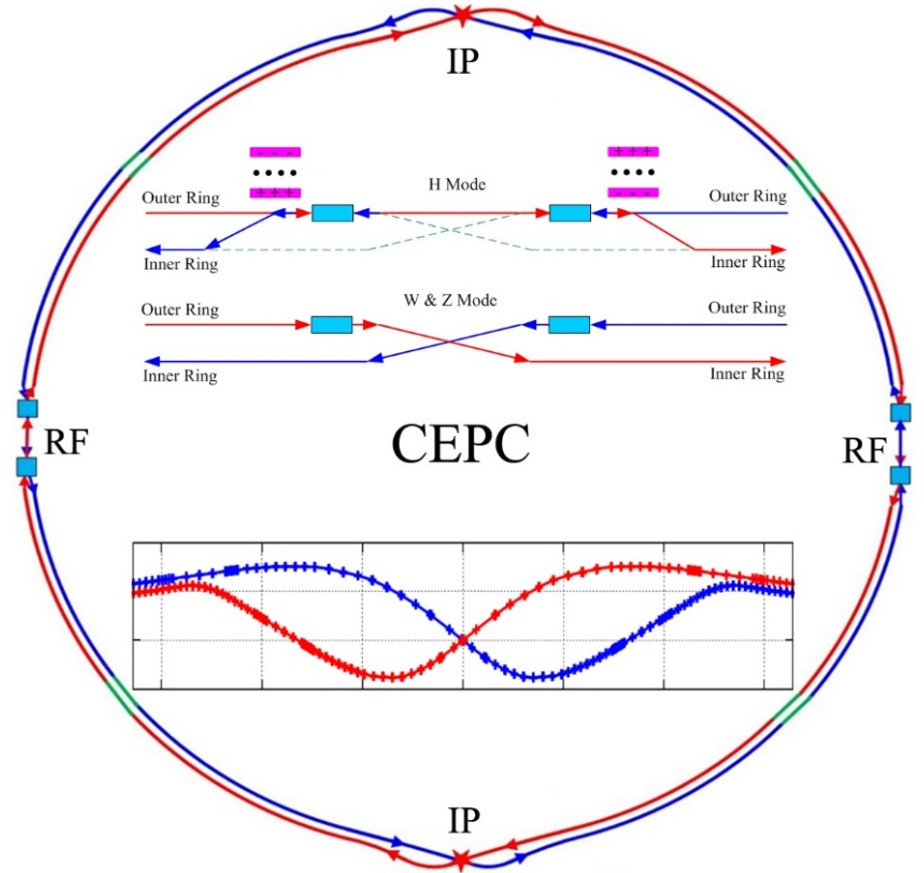 IP
- - -
+ + +
H Mode
+ + +
- - -
Outer Ring
Outer Ring
Inner Ring
Inner Ring
W & Z Mode
Outer Ring
Outer Ring
Inner Ring
Inner Ring
RF
CEPC
RF
IP